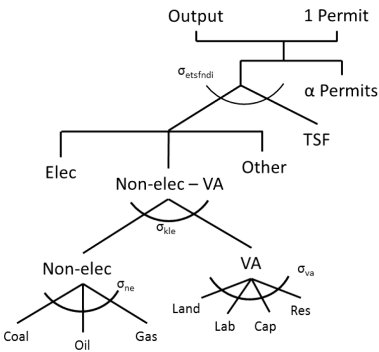 Output 1 Permit
σetsfndi
α Permits
TSF
Elec
Other
Non-elec – VA
σkle
Non-elec
VA
σne
σva
Land
Res
Lab
Cap
Coal
Gas
Oil